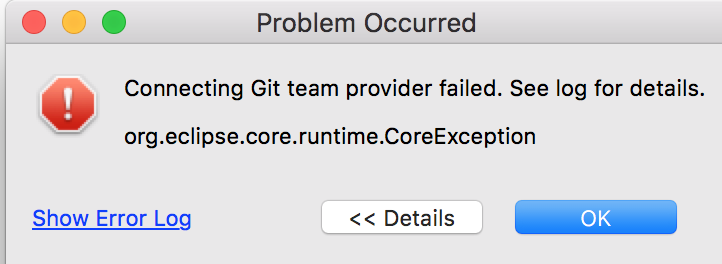 Problem Occurred
Connecting Git team provider failed. See log for details.
org.eclipse.core.runtime.CoreException
Show Error Log
<< Details
OK